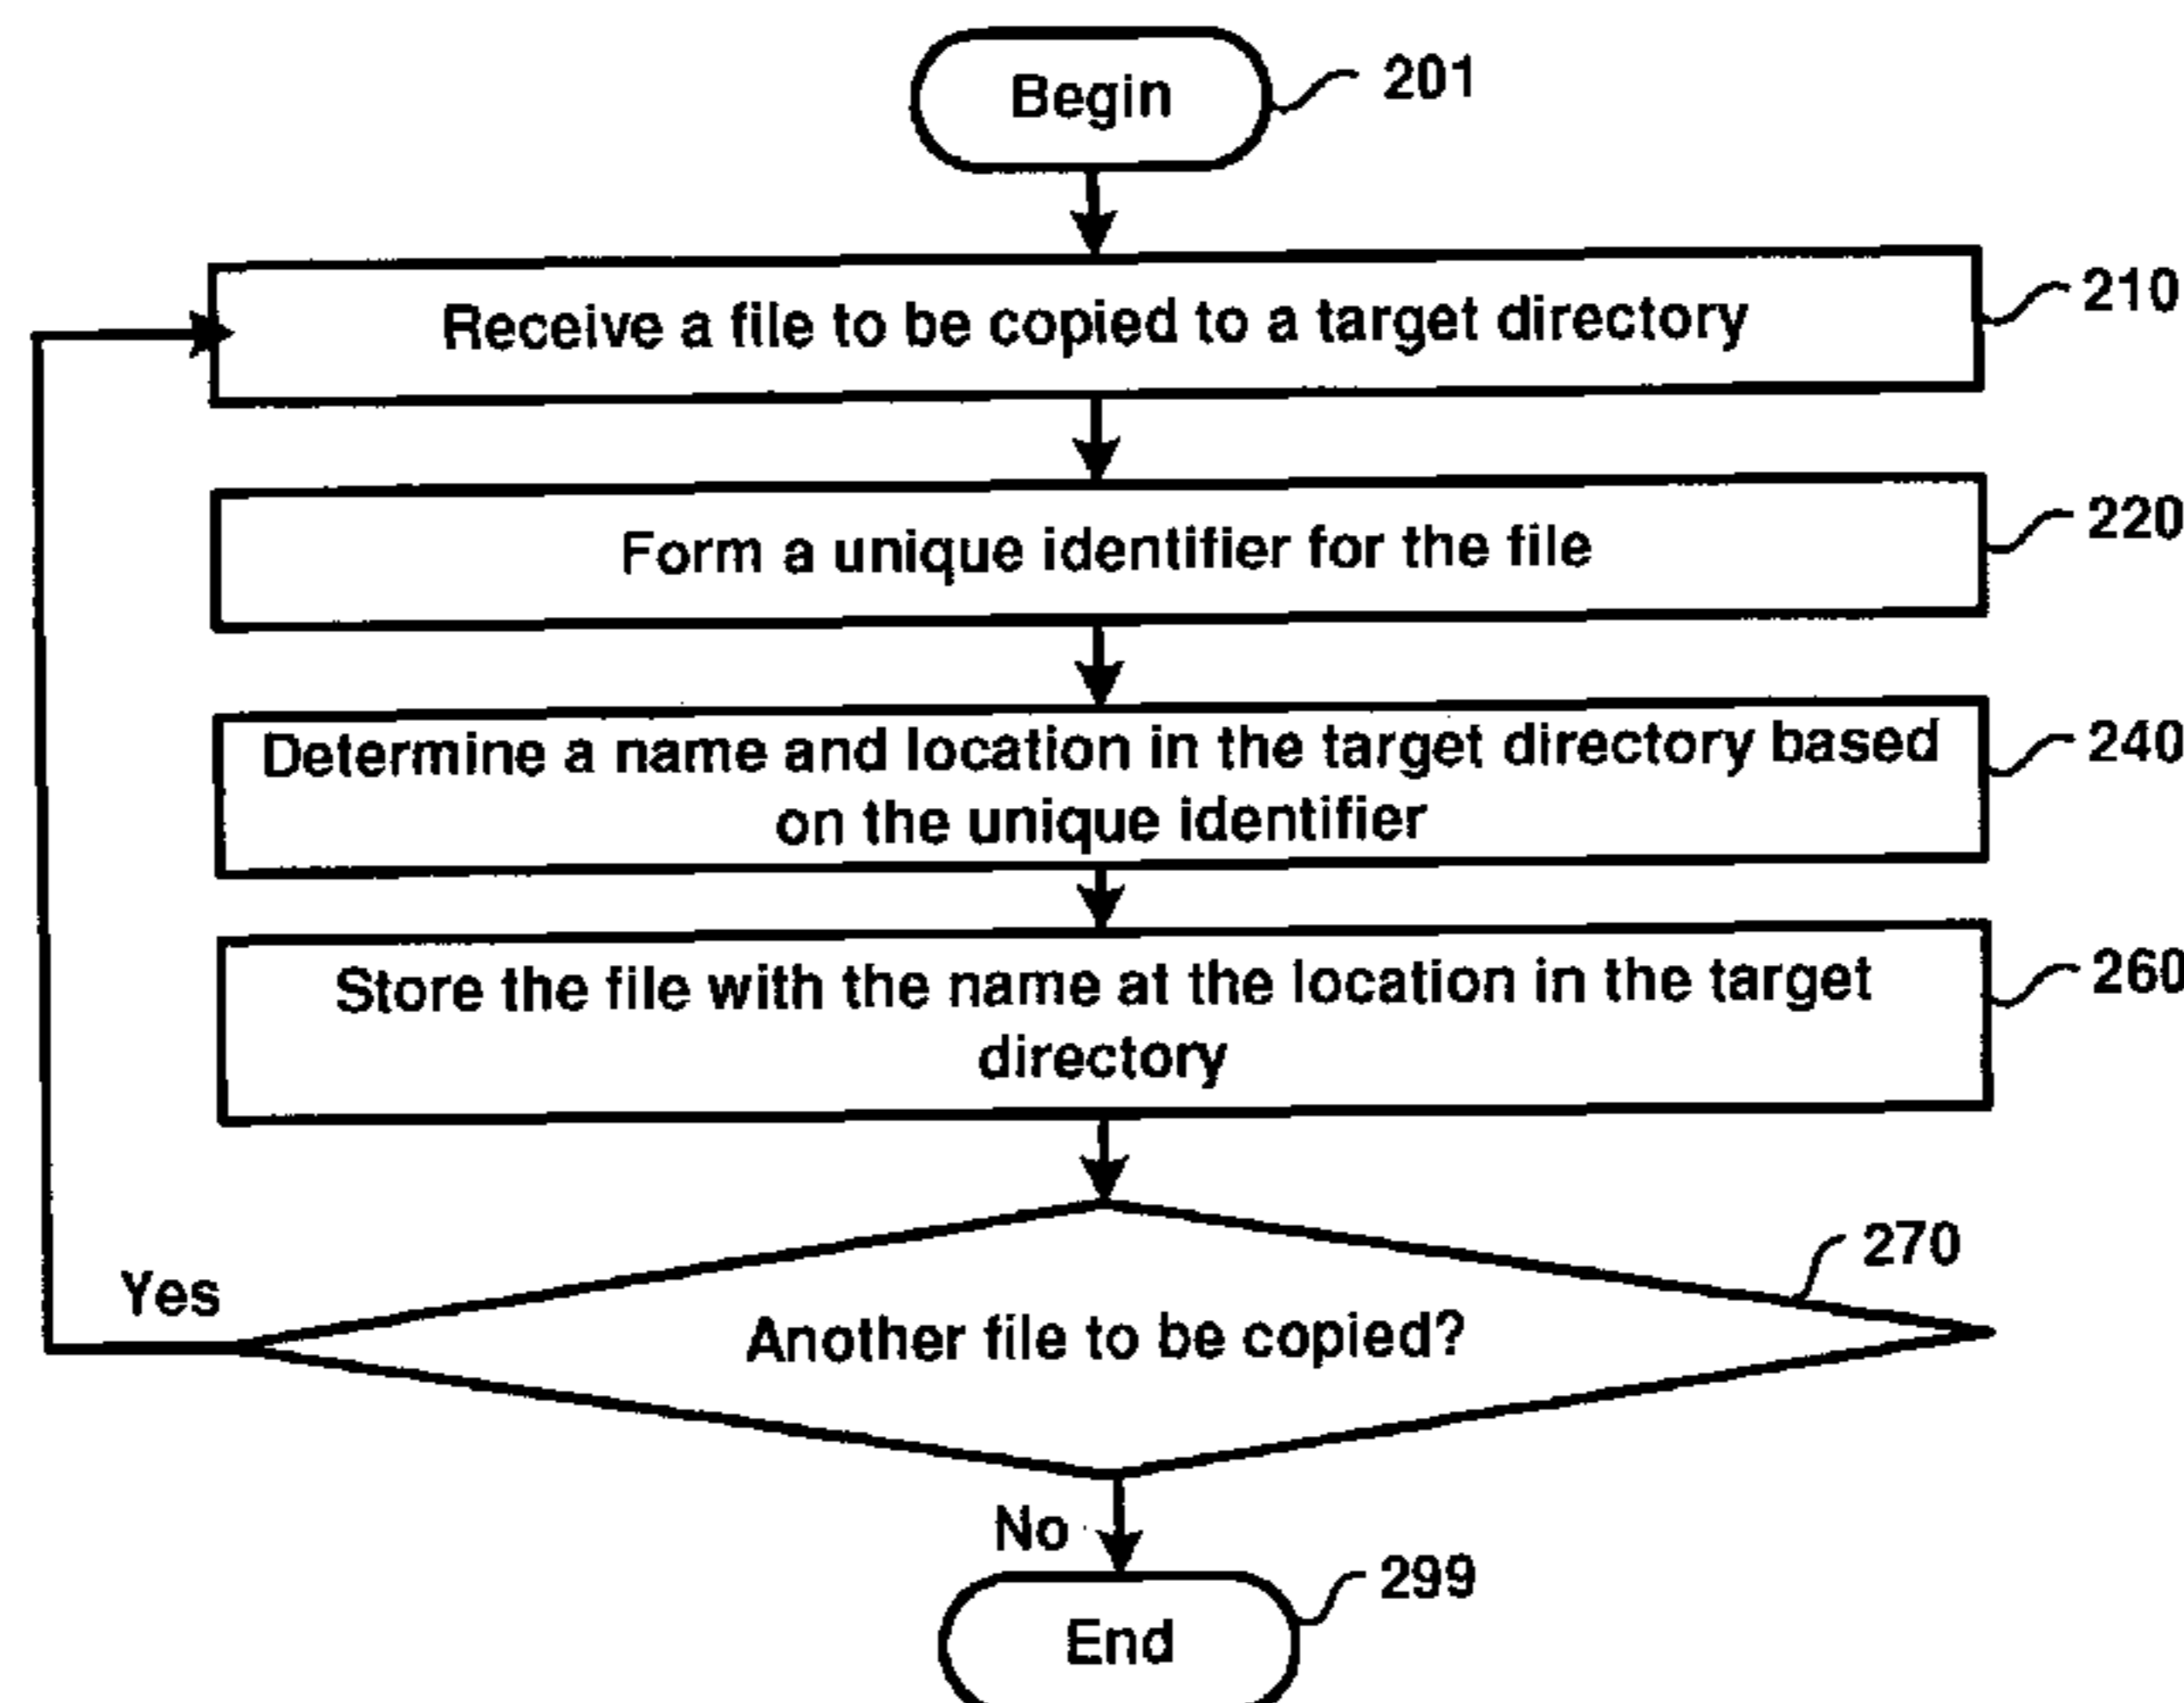 Begin
201
Receive a file to be copied to a target directory
210
Form a unique identifier for the file
220
Determine a name and location in the target directory based
on the unique identifier
240
Store the file with the name at the location in the target
directory
260
270
Another file to be copied?
Yes
No
299
End